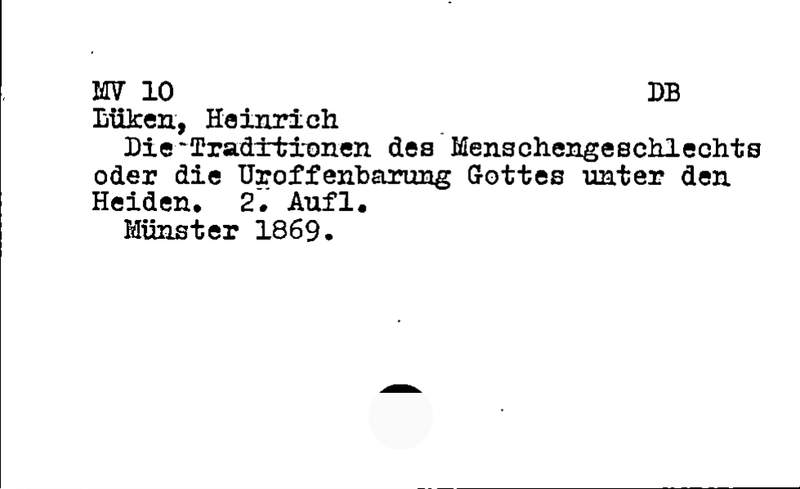 MV 10 DB
Lüken, Heinrich
Die Traditionen des Menschengeschlechts
oder die Uroffenbarung Gottes unter den
Heiden. 2. Aufl.
Münster 1869.